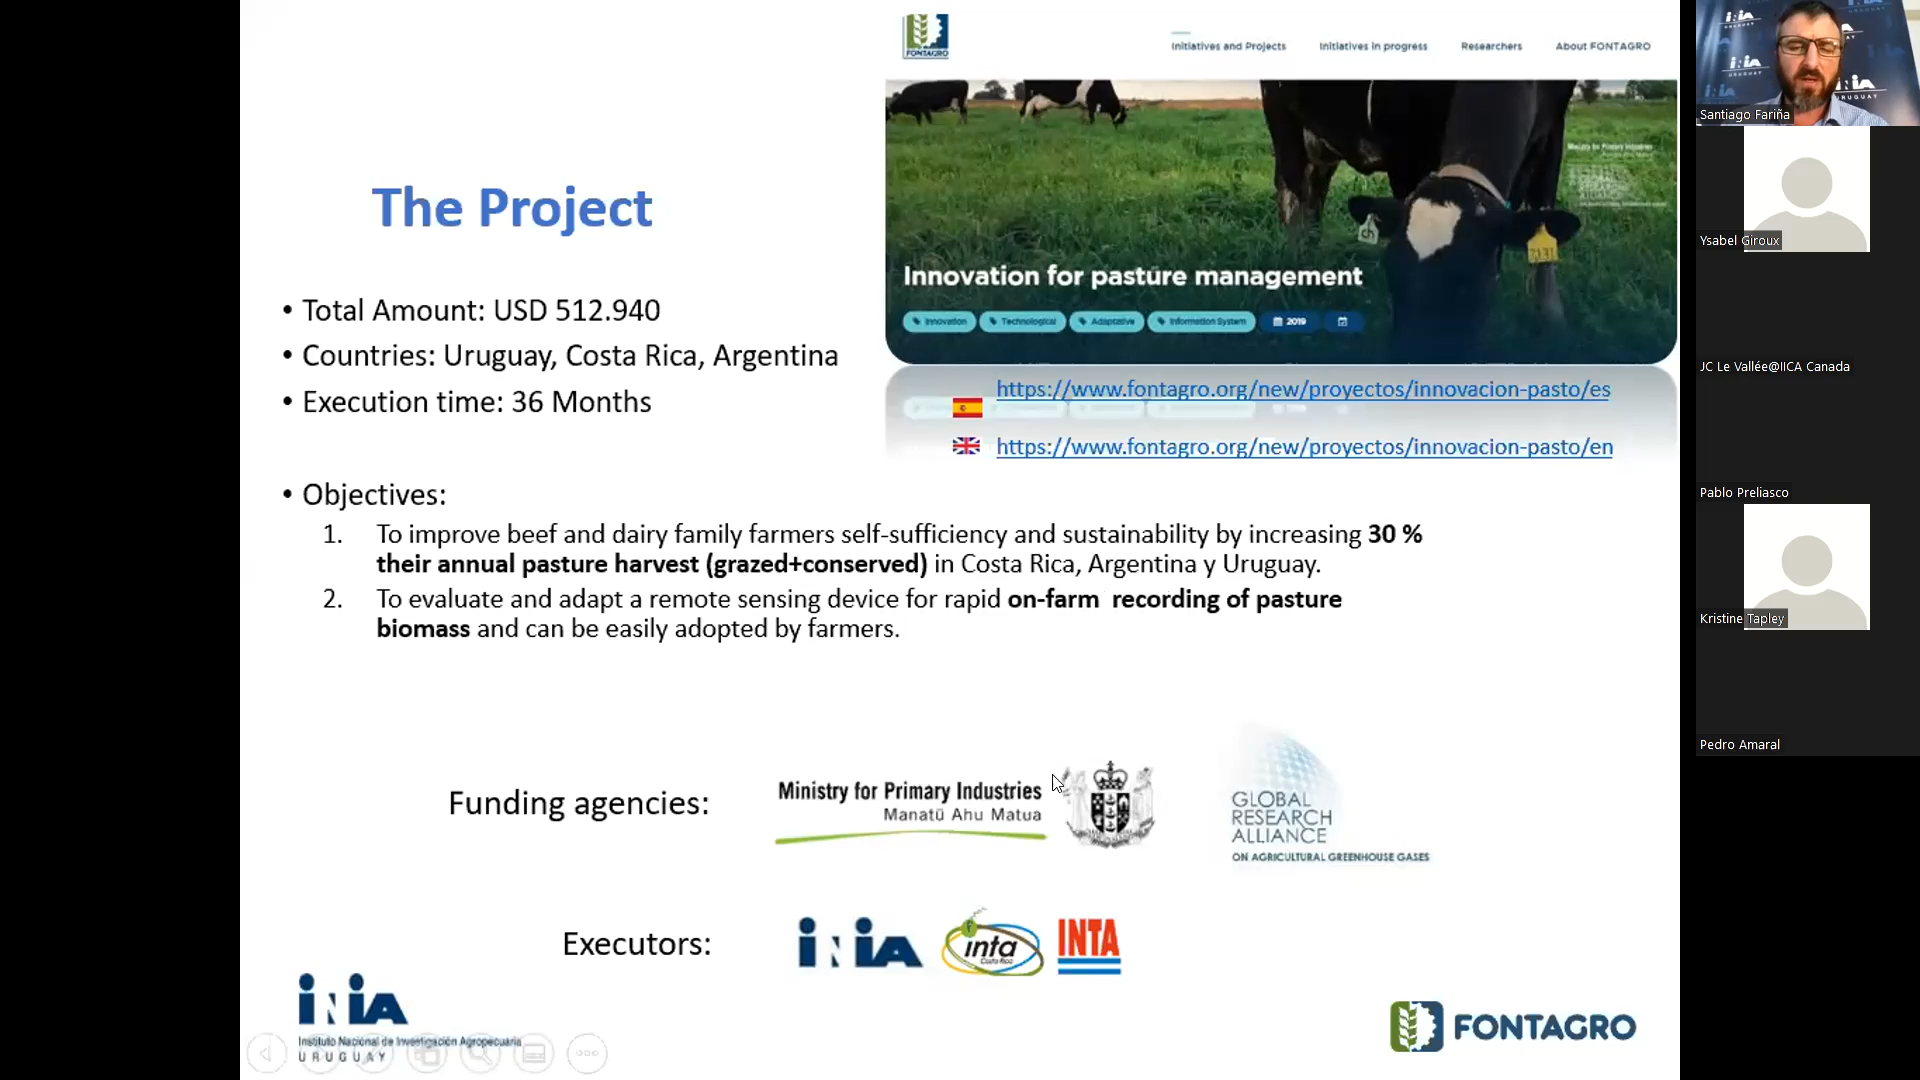 FONTAGRO
Initiatives and Projects
Initiatives in progress
Researchers
About FONTAGRO
Innovation for pasture management
Innovation
Technological
Adaptative
Information System
2019
The Project
• Total Amount: USD 512.940
• Countries: Uruguay, Costa Rica, Argentina
• Execution time: 36 Months
https://www.fontagro.org/new/proyectos/innovacion-pasto/es
https://www.fontagro.org/new/proyectos/innovacion-pasto/en
• Objectives:
1. To improve beef and dairy family farmers self-sufficiency and sustainability by increasing 30 %
their annual pasture harvest (grazed+conserved) in Costa Rica, Argentina y Uruguay.
2. To evaluate and adapt a remote sensing device for rapid on-farm recording of pasture
biomass and can be easily adopted by farmers.
Funding agencies:
Ministry for Primary Industries
Manatū Ahu Matua
GLOBAL
RESEARCH
ALLIANCE
ON AGRICULTURAL GREENHOUSE GASES
Executors:
iNiA
inta
Costa Rica
INTA
iNiA
Instituto Nacional de Investigación Agropecuaria
URUGUAY
FONTAGRO
Santiago Fariña
Ysabel Giroux
JC Le Vallée@IICA Canada
Pablo Preliasco
Kristine Tapley
Pedro Amaral